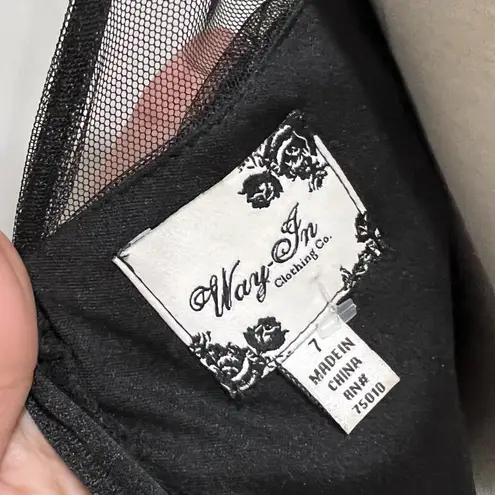 Way-In
Clothing Co.
7
MADE IN
CHINA
RN#
75010